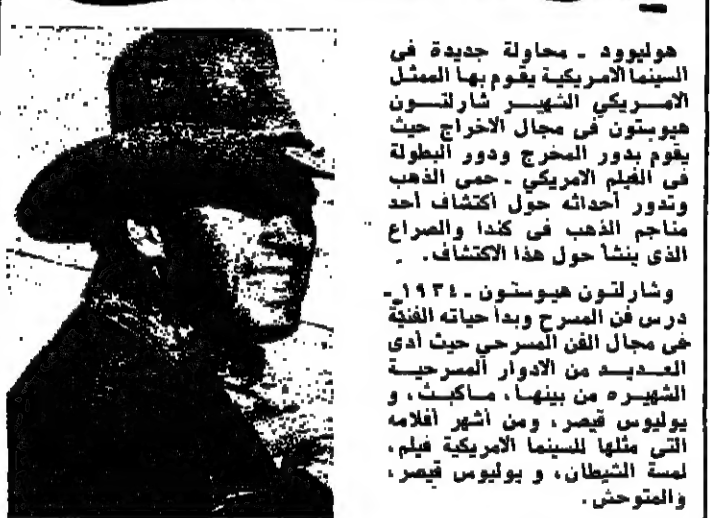 هوليوود ـ محاولة جديدة فى
السينما الامريكية يقوم بها الممثل
الامريكي الشهير شارلتون
هيوستون فى مجال الاخراج حيث
يقوم بدور المخرج ودور البطولة
فى الفيلم الامريكي ـ حمى الذهب
وتدور أحداثه حول أكتشاف أحد
مناجم الذهب فى كندا والصراع
الذى ينشأ حول هذا الاكتشاف.
وشارلتون هيوستون ـ ١٩٣٤ ـ
درس فن المسرح وبدأ حياته الفنية
فى مجال الفن المسرحي حيث أدى
العديد من الادوار المسرحية
الشهيره من بينها، ماكبث، و
يوليوس قيصر، ومن أشهر أفلامه
التى مثلها للسينما الامريكية فيلم،
لمسة الشيطان، و يوليوس قيصر،
والمتوحش.